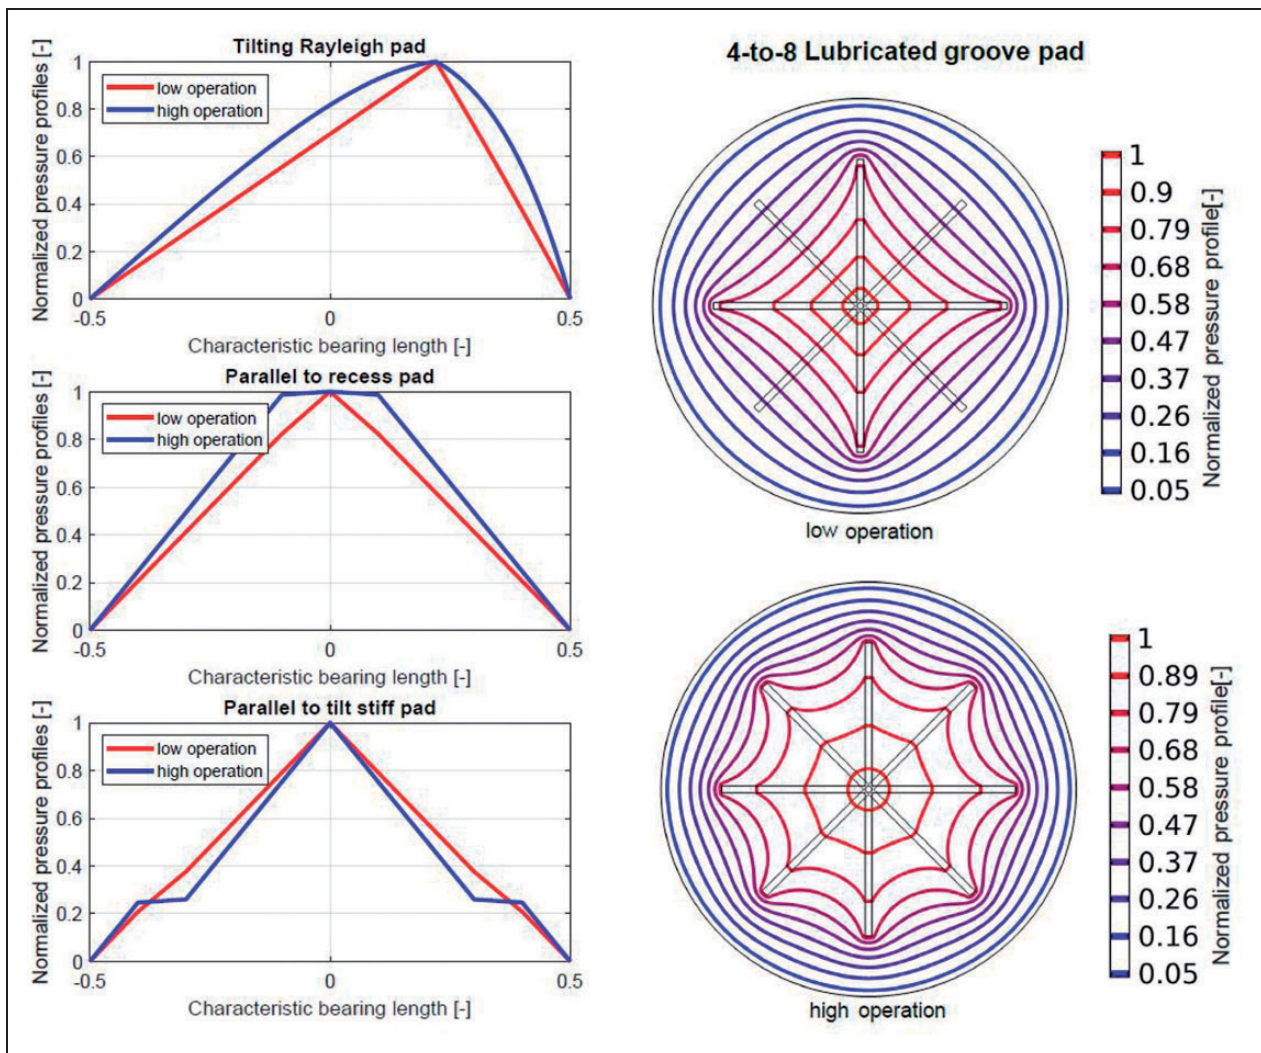 Tilting Rayleigh pad
Normalized pressure profiles [-]
1
0.8
0.6
0.4
0.2
0
low operation
high operation
-0.5
0
0.5
Characteristic bearing length [-]
Parallel to recess pad
Normalized pressure profiles [-]
1
0.8
0.6
0.4
0.2
0
low operation
high operation
-0.5
0
0.5
Characteristic bearing length [-]
Parallel to tilt stiff pad
Normalized pressure profiles [-]
1
0.8
0.6
0.4
0.2
0
low operation
high operation
-0.5
0
0.5
Characteristic bearing length [-]
4-to-8 Lubricated groove pad
1
0.9
0.79
0.68
0.58
0.47
0.37
0.26
0.16
0.05
Normalized pressure profile[-]
low operation
1
0.89
0.79
0.68
0.58
0.47
0.37
0.26
0.16
0.05
Normalized pressure profile[-]
high operation